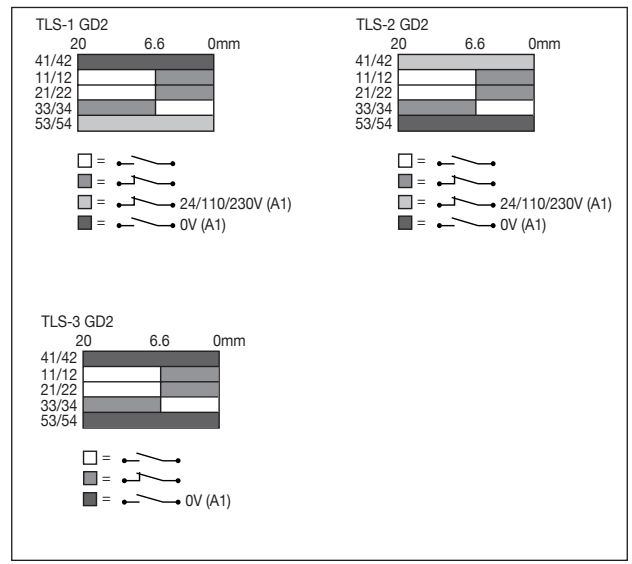 TLS-1 GD2
20 6.6 0mm
41/42
11/12
21/22
33/34
53/54
=
=
= 24/110/230V (A1)
= 0V (A1)
TLS-2 GD2
20 6.6 0mm
41/42
11/12
21/22
33/34
53/54
=
=
= 24/110/230V (A1)
= 0V (A1)
TLS-3 GD2
20 6.6 0mm
41/42
11/12
21/22
33/34
53/54
=
=
= 0V (A1)